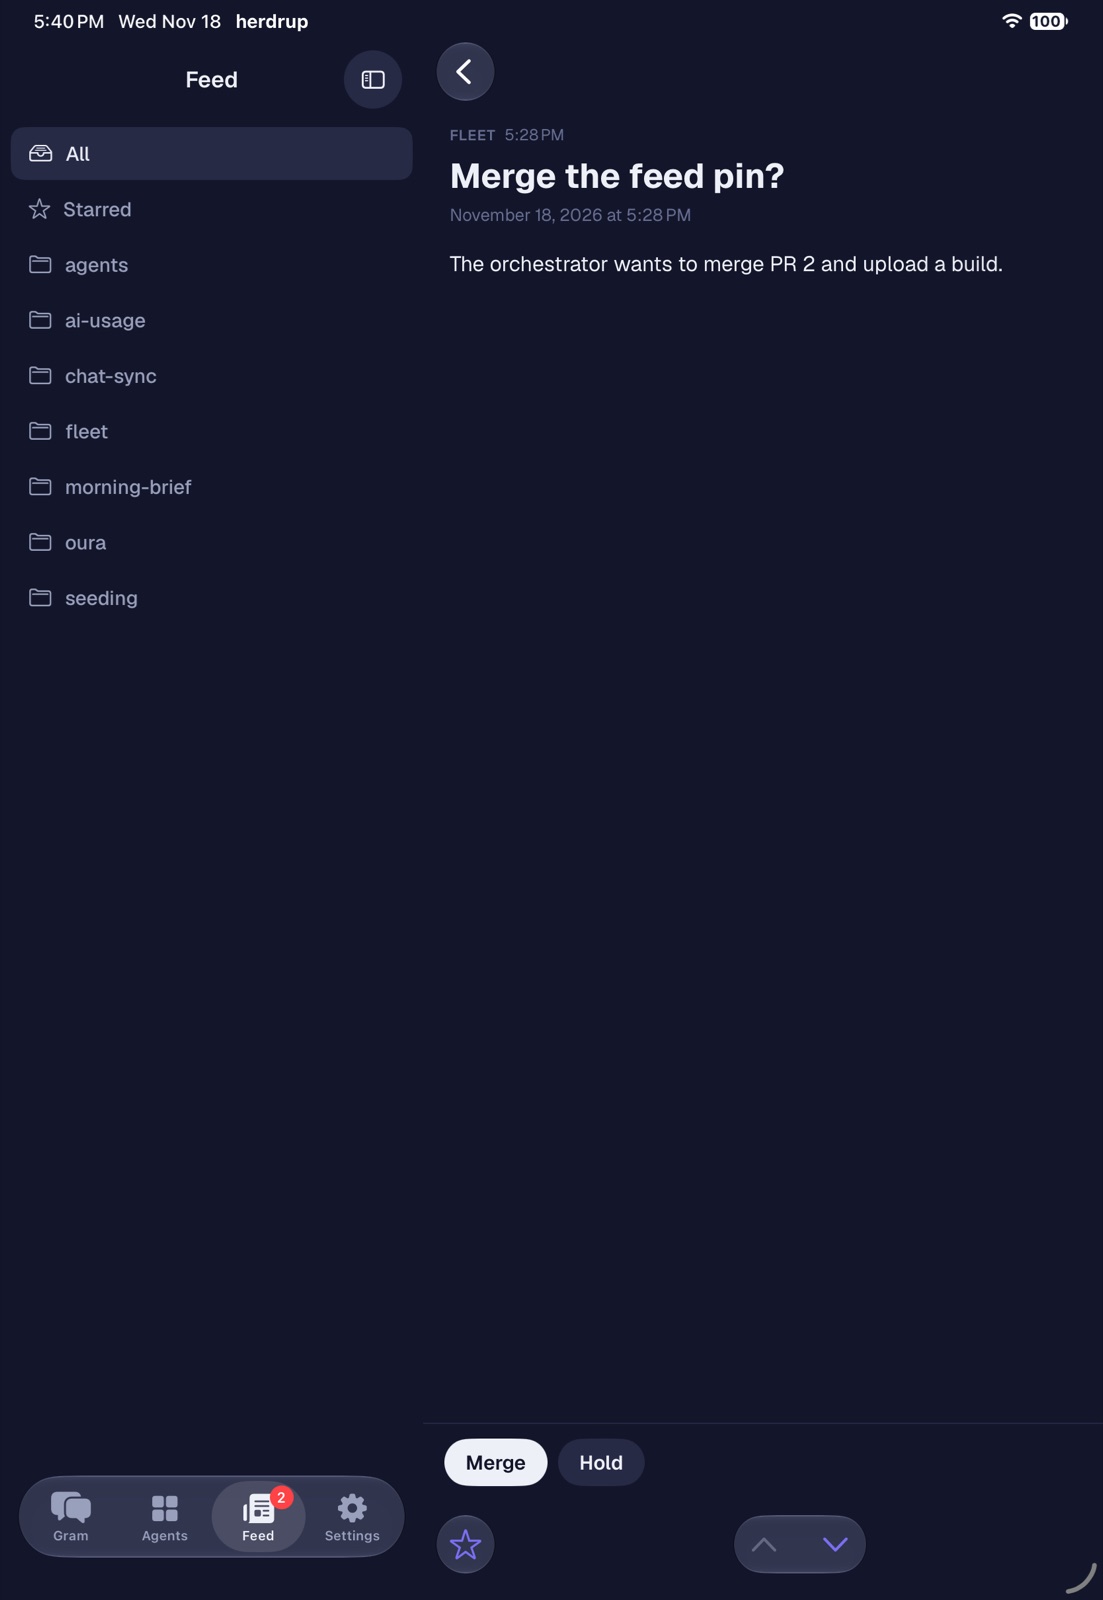 5:40 PM Wed Nov 18 herdrup
100
Feed
All
Starred
agents
ai-usage
chat-sync
fleet
morning-brief
oura
seeding
FLEET 5:28 PM
Merge the feed pin?
November 18, 2026 at 5:28 PM
The orchestrator wants to merge PR 2 and upload a build.
Merge
Hold
2
Gram
Agents
Feed
Settings